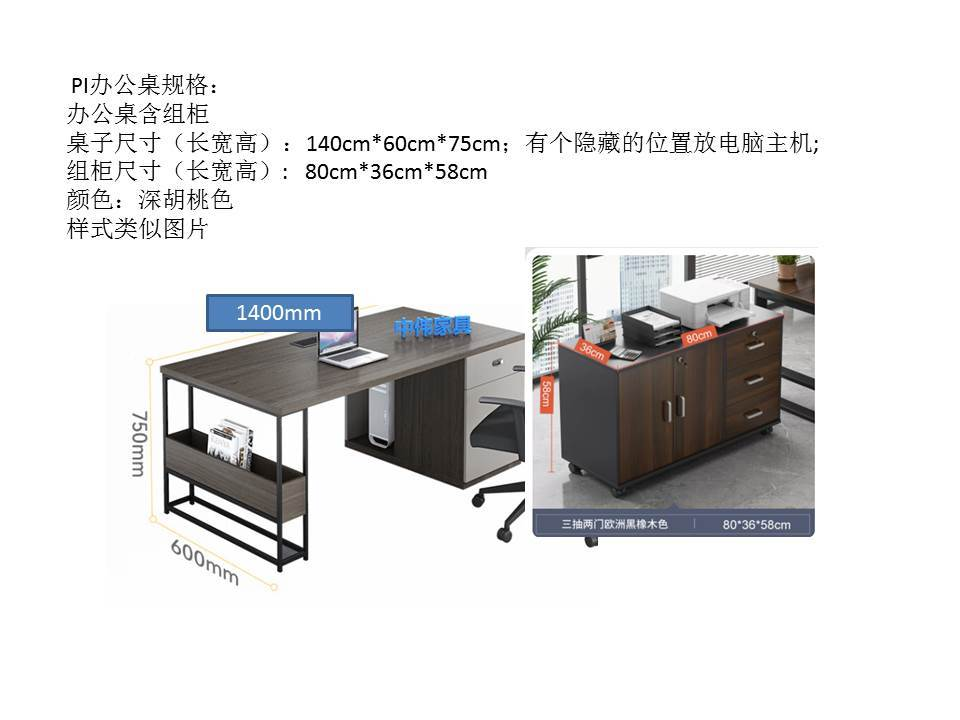 PI办公桌规格：
办公桌含组柜
桌子尺寸（长宽高）：140cm*60cm*75cm；有个隐藏的位置放电脑主机;
组柜尺寸（长宽高）： 80cm*36cm*58cm
颜色：深胡桃色
样式类似图片
1400mm
中伟家具
750mm
600mm
36cm
80cm
58cm
三抽两门欧洲黑橡木色 | 80*36*58cm